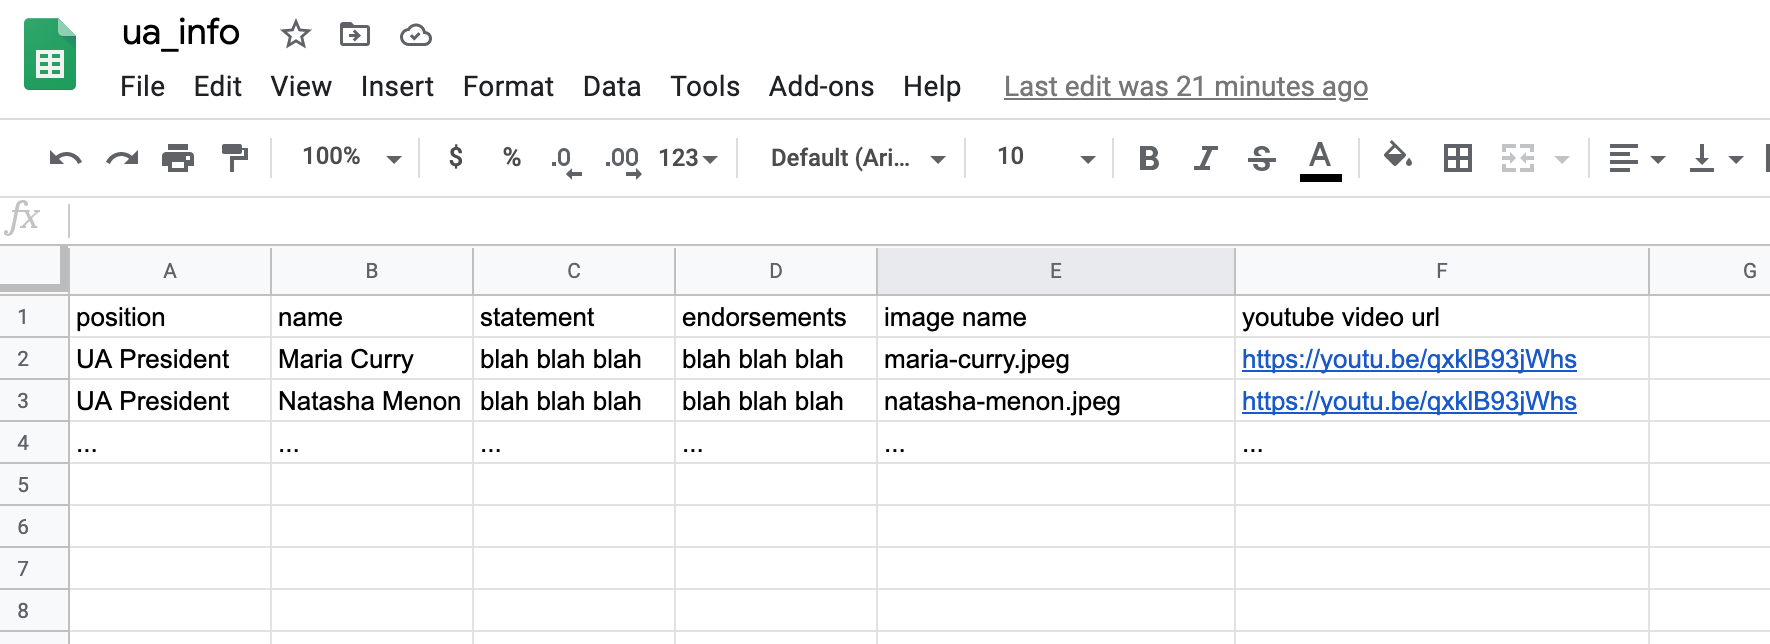 ua_info
File Edit View Insert Format Data Tools Add-ons Help Last edit was 21 minutes ago
100% $ % .0 .00 123 Default (Ari... 10 B I S A
fx
A B C D E F G
1 position name statement endorsements image name youtube video url
2 UA President Maria Curry blah blah blah blah blah blah maria-curry.jpeg https://youtu.be/qxklB93jWhs
3 UA President Natasha Menon blah blah blah blah blah blah natasha-menon.jpeg https://youtu.be/qxklB93jWhs
4 ... ... ... ... ... ...
5
6
7
8